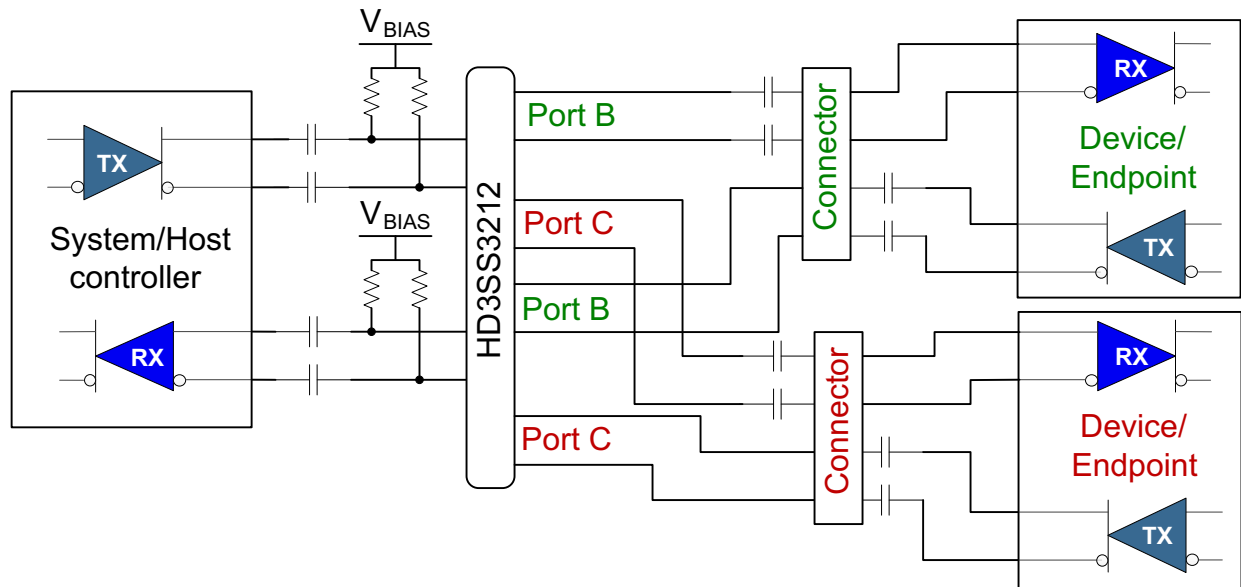 VBIAS
TX
System/Host
controller
VBIAS
RX
HD3SS3212
Port B
Port C
Port B
Port C
Connector
RX
Device/
Endpoint
TX
Connector
RX
Device/
Endpoint
TX